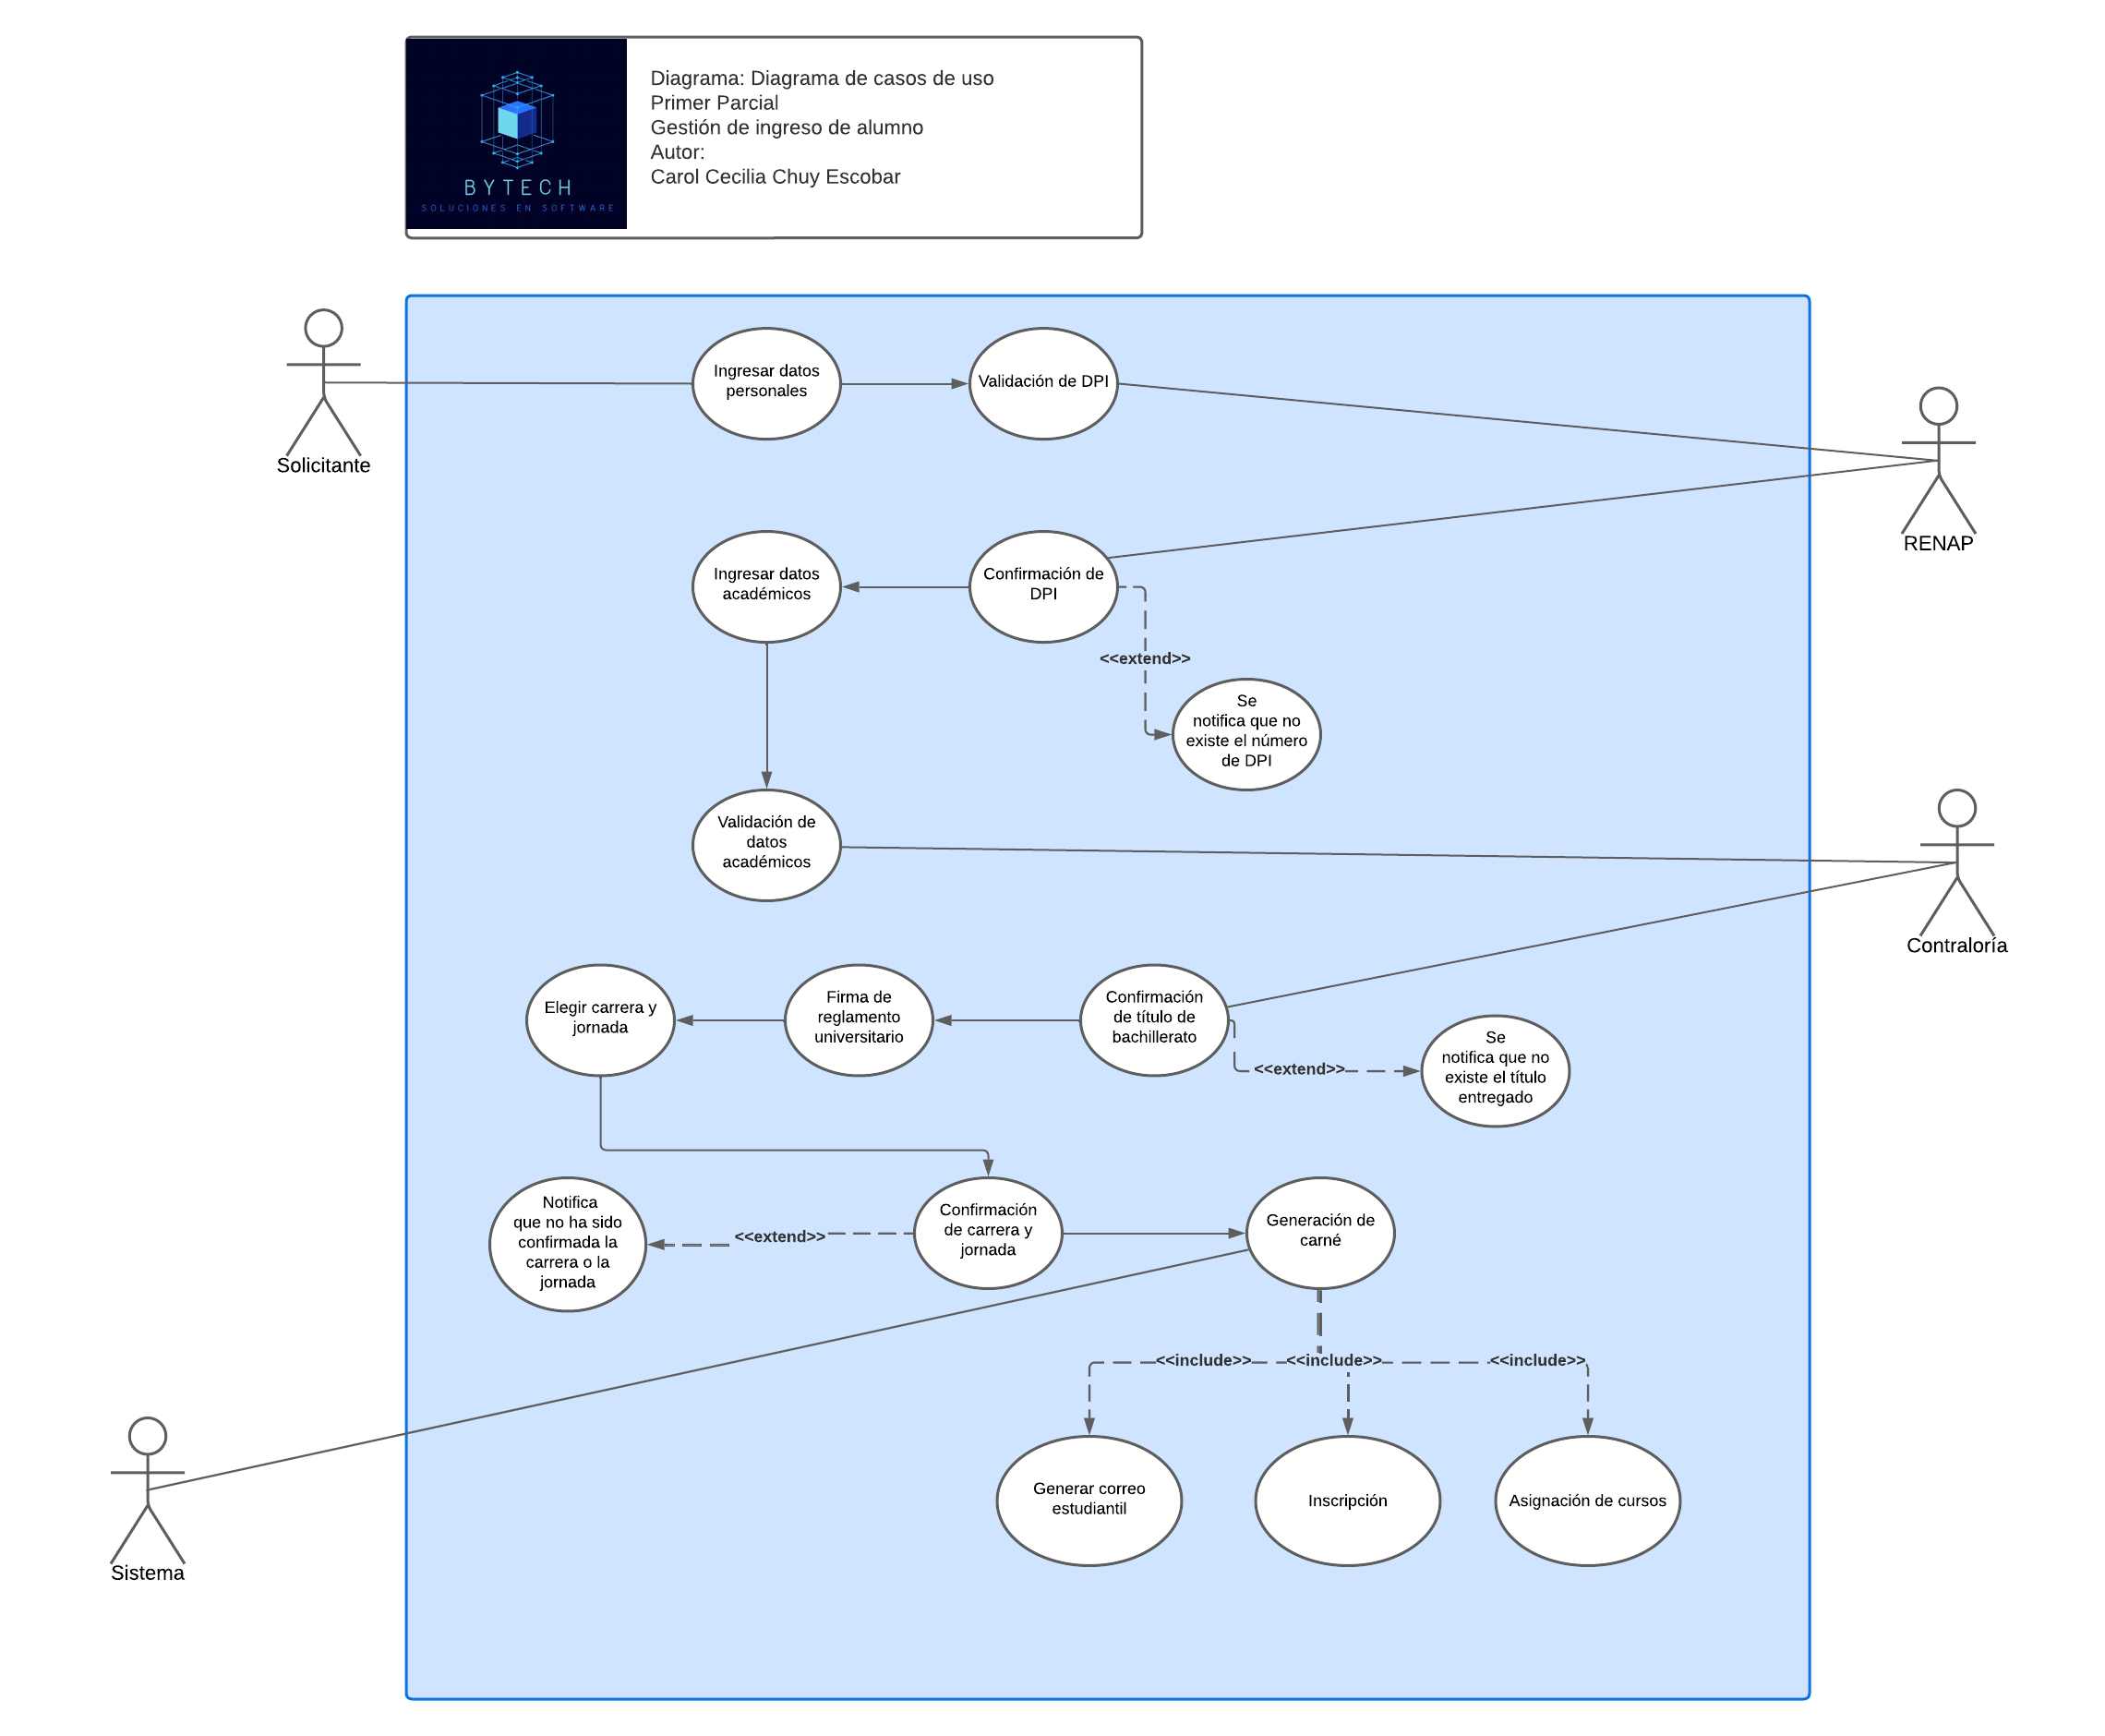 BYTECH
SOLUCIONES EN SOFTWARE
Diagrama: Diagrama de casos de uso
Primer Parcial
Gestión de ingreso de alumno
Autor:
Carol Cecilia Chuy Escobar
Solicitante
Ingresar datos
personales
Validación de DPI
RENAP
Ingresar datos
académicos
Confirmación de
DPI
<<extend>>
Se
notifica que no
existe el número
de DPI
Validación de
datos
académicos
Contraloría
Elegir carrera y
jornada
Firma de
reglamento
universitario
Confirmación
de título de
bachillerato
<<extend>>
Se
notifica que no
existe el título
entregado
Notifica
que no ha sido
confirmada la
carrera o la
jornada
<<extend>>
Confirmación
de carrera y
jornada
Generación de
carné
<<include>>
<<include>>
<<include>>
Sistema
Generar correo
estudiantil
Inscripción
Asignación de cursos